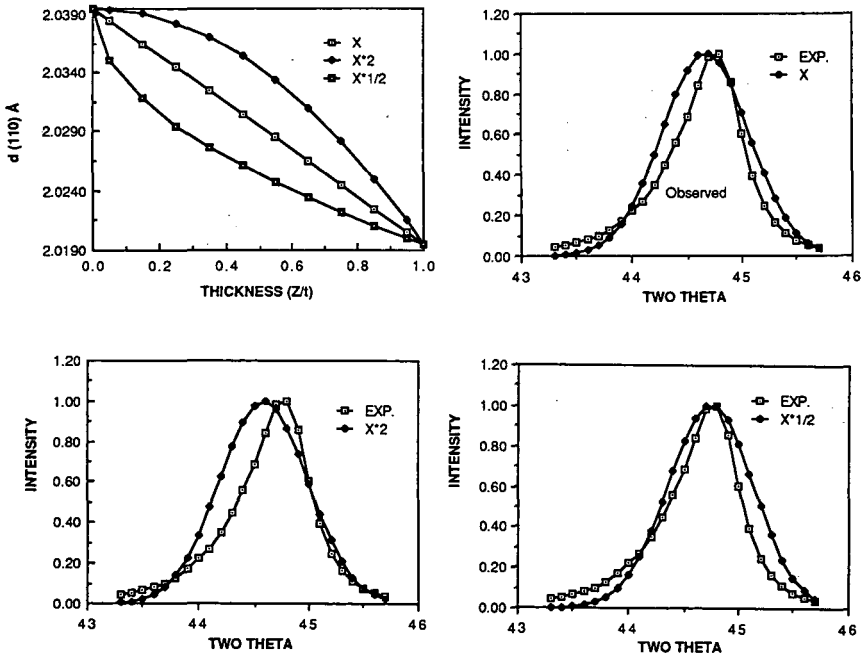 2.0390
2.0340
2.0290
2.0240
2.0190
d (110) Å
0.0 0.2 0.4 0.6 0.8 1.0
THICKNESS (Z/t)
X
X*2
X*1/2
1.20
1.00
0.80
0.60
0.40
0.20
0.00
INTENSITY
43 44 45 46
TWO THETA
EXP.
X
Observed
1.20
1.00
0.80
0.60
0.40
0.20
0.00
INTENSITY
43 44 45 46
TWO THETA
EXP.
X*2
1.20
1.00
0.80
0.60
0.40
0.20
0.00
INTENSITY
43 44 45 46
TWO THETA
EXP.
X*1/2